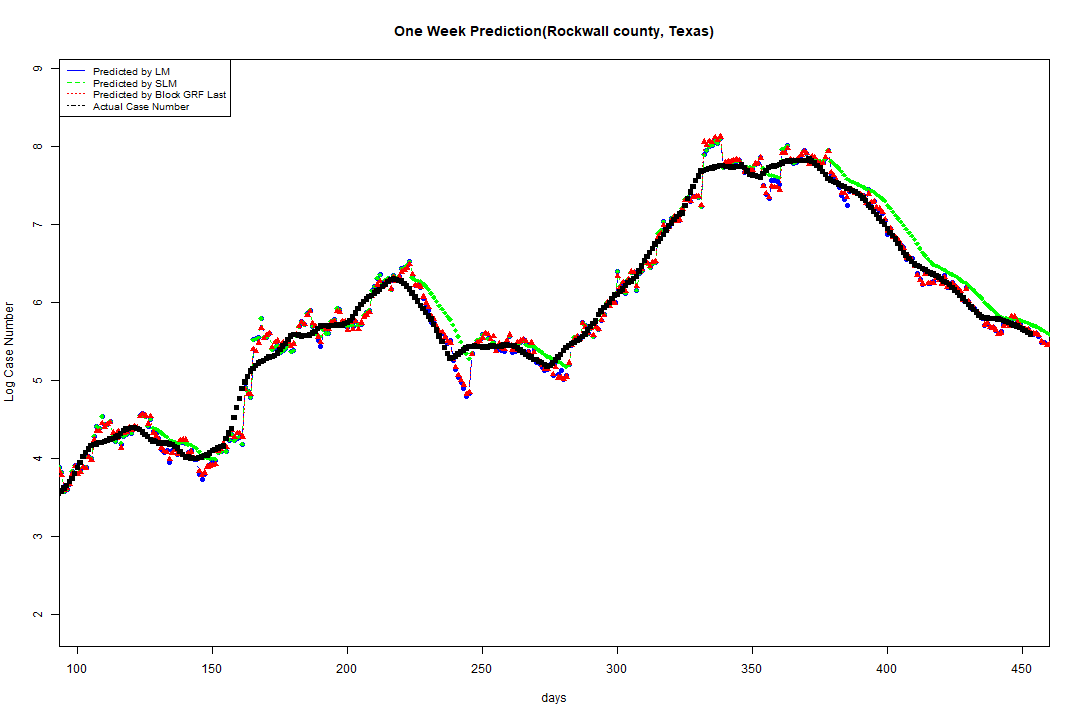 One Week Prediction(Rockwall county, Texas)
Predicted by LM
Predicted by SLM
Predicted by Block GRF Last
Actual Case Number
9
8
7
6
5
4
3
2
Log Case Number
100 150 200 250 300 350 400 450
days